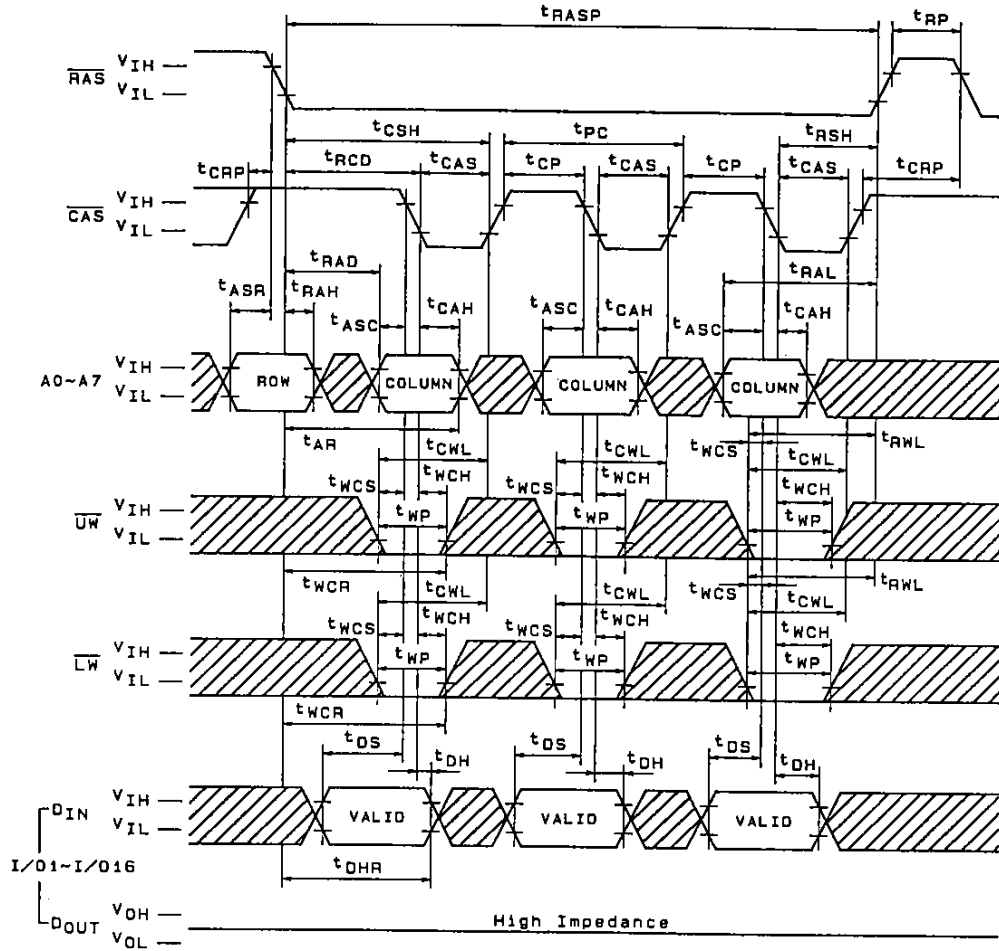 tRASP
tRP
RAS VIH
VIL
tCSH
tPC
tRSH
tCRP tRCD tCAS tCP tCAS tCP tCAS tCRP
CAS VIH
VIL
tRAD
tRAL
tASR tRAH tASC tCAH tASC tCAH tASC tCAH
A0~A7 VIH
VIL
ROW COLUMN COLUMN COLUMN
tAR
tCWL tCWL tWCS tRWL
tCWL
tWCS tWCH tWCS tWCH tWCH
tWP tWP tWP
UW VIH
VIL
tWCR
tCWL tCWL tWCS tRWL
tCWL
tWCS tWCH tWCS tWCH tWCH
tWP tWP tWP
LW VIH
VIL
tWCR
tDS tDH tDS tDH tDS tDH
DIN VIH
VIL
VALID VALID VALID
I/O1~I/O16
tDHR
DOUT VOH
VOL
High Impedance